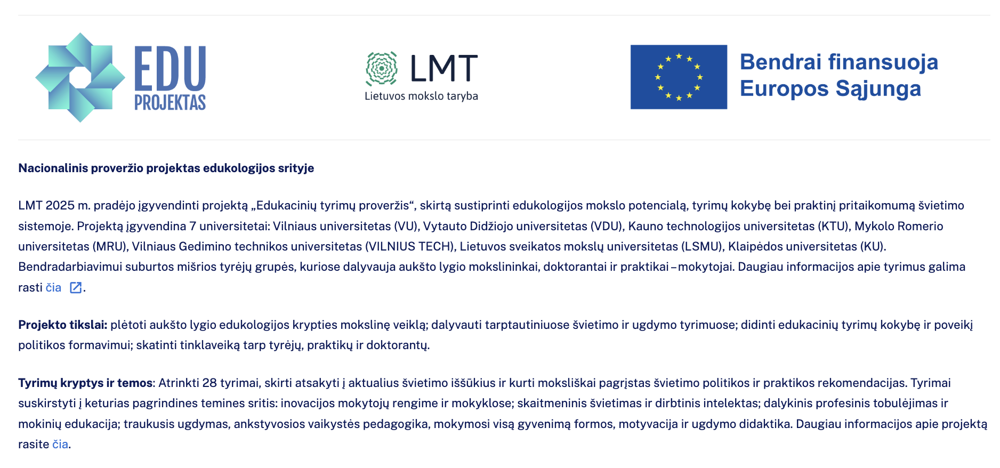 EDU
PROJEKTAS
LMT
Lietuvos mokslo taryba
Bendrai finansuoja
Europos Sąjunga
Nacionalinis proveržio projektas edukologijos srityje
LMT 2025 m. pradėjo įgyvendinti projektą „Edukacinių tyrimų proveržis“, skirtą sustiprinti edukologijos mokslo potencialą, tyrimų kokybę bei praktinį pritaikomumą švietimo
sistemoje. Projektą įgyvendina 7 universitetai: Vilniaus universitetas (VU), Vytauto Didžiojo universitetas (VDU), Kauno technologijos universitetas (KTU), Mykolo Romerio
universitetas (MRU), Vilniaus Gedimino technikos universitetas (VILNIUS TECH), Lietuvos sveikatos mokslų universitetas (LSMU), Klaipėdos universitetas (KU).
Bendradarbiavimui suburtos mišrios tyrėjų grupės, kuriose dalyvauja aukšto lygio mokslininkai, doktorantai ir praktikai – mokytojai. Daugiau informacijos apie tyrimus galima
rasti čia .
Projekto tikslai: plėtoti aukšto lygio edukologijos krypties mokslinę veiklą; dalyvauti tarptautiniuose švietimo ir ugdymo tyrimuose; didinti edukacinių tyrimų kokybę ir poveikį
politikos formavimui; skatinti tinklaveiką tarp tyrėjų, praktikų ir doktorantų.
Tyrimų kryptys ir temos: Atrinkti 28 tyrimai, skirti atsakyti į aktualius švietimo iššūkius ir kurti moksliškai pagrįstas švietimo politikos ir praktikos rekomendacijas. Tyrimai
suskirstyti į keturias pagrindines temines sritis: inovacijos mokytojų rengime ir mokyklose; skaitmeninis švietimas ir dirbtinis intelektas; dalykinis profesinis tobulėjimas ir
mokinių edukacija; traukusis ugdymas, ankstyvosios vaikystės pedagogika, mokymosi visą gyvenimą formos, motyvacija ir ugdymo didaktika. Daugiau informacijos apie projektą
rasite čia.